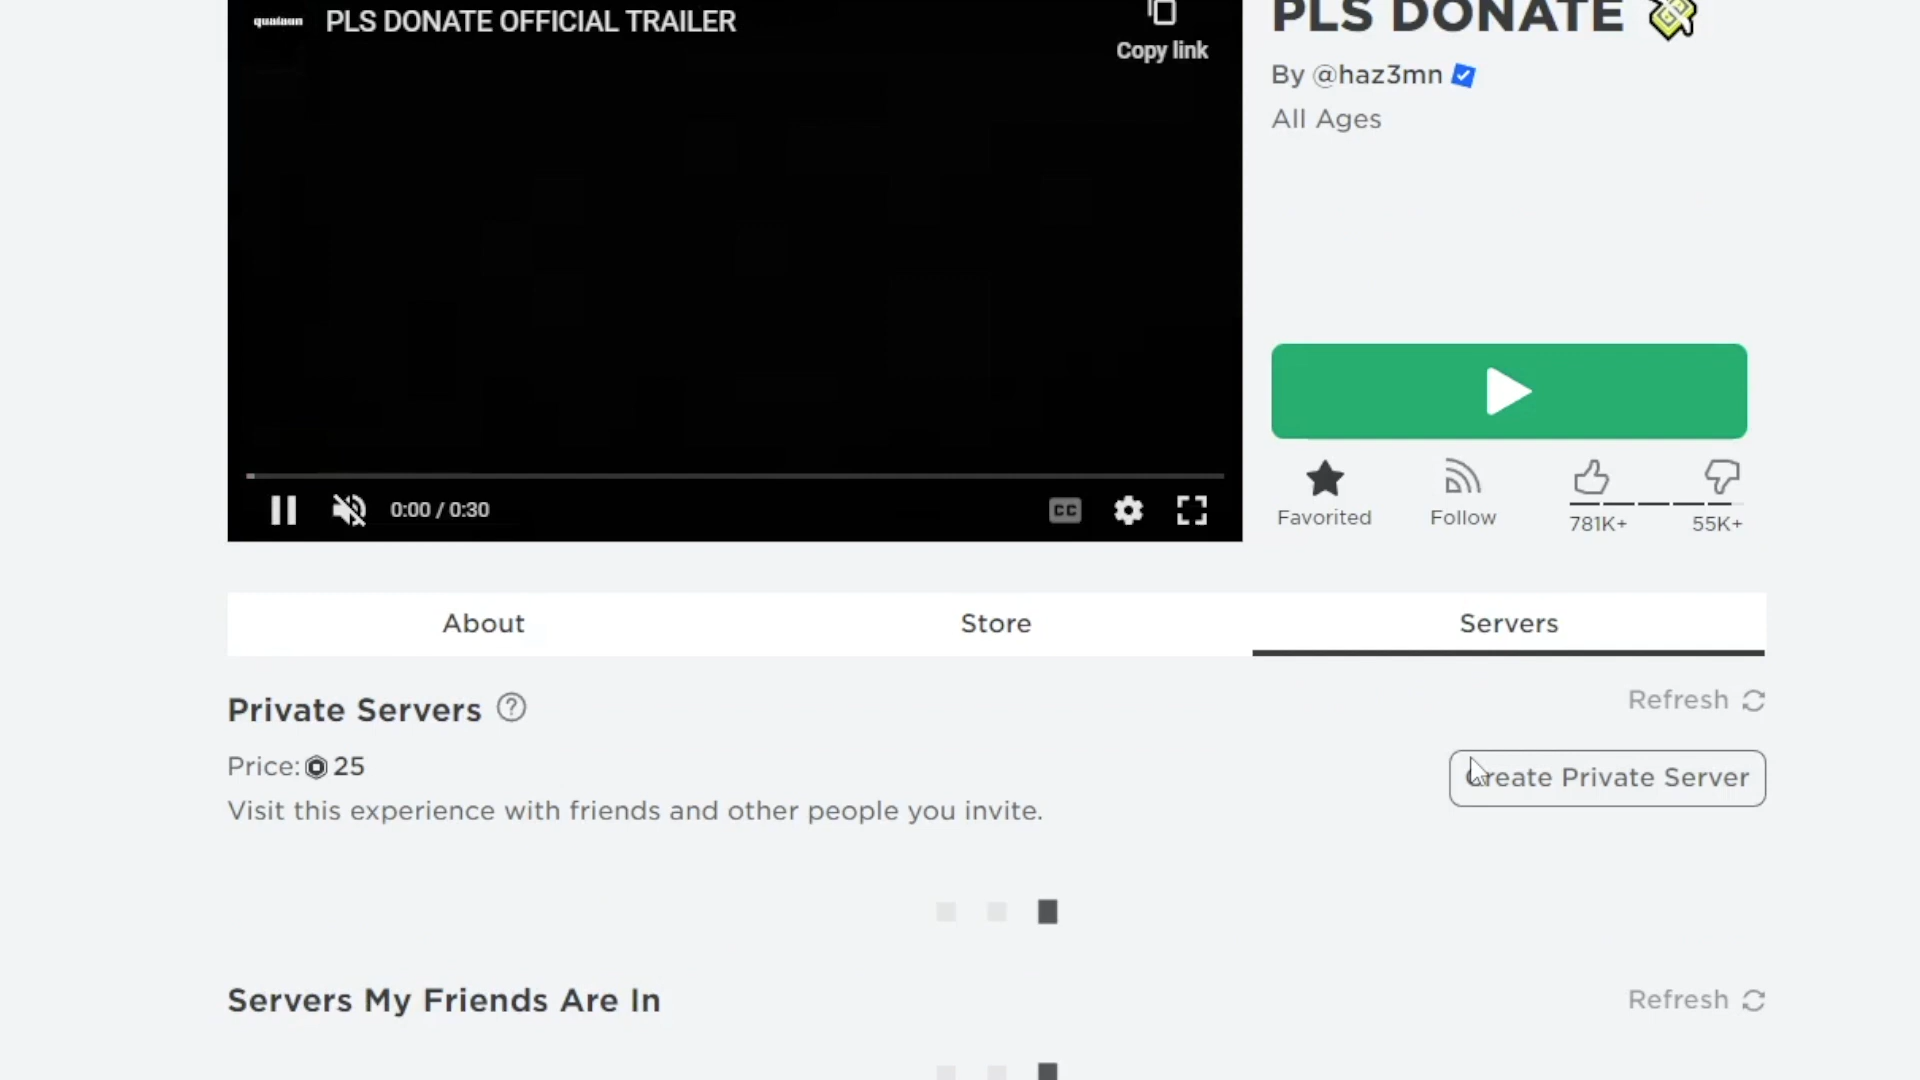 quataun PLS DONATE OFFICIAL TRAILER
Copy link
PLS DONATE
By @haz3mn
All Ages
0:00 / 0:30
CC
Favorited
Follow
781K+
55K+
About
Store
Servers
Private Servers ?
Refresh
Price: 25
Create Private Server
Visit this experience with friends and other people you invite.
Servers My Friends Are In
Refresh